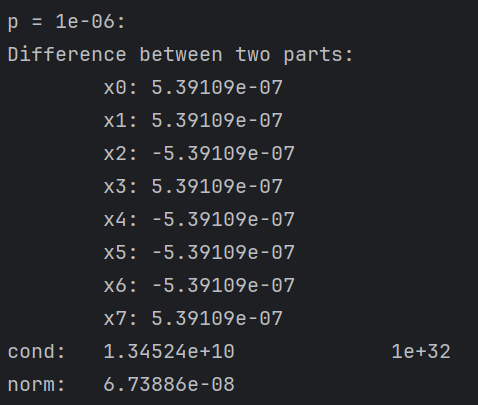 p = 1e-06:
Difference between two parts:
x0: 5.39109e-07
x1: 5.39109e-07
x2: -5.39109e-07
x3: 5.39109e-07
x4: -5.39109e-07
x5: -5.39109e-07
x6: -5.39109e-07
x7: 5.39109e-07
cond: 1.34524e+10 1e+32
norm: 6.73886e-08